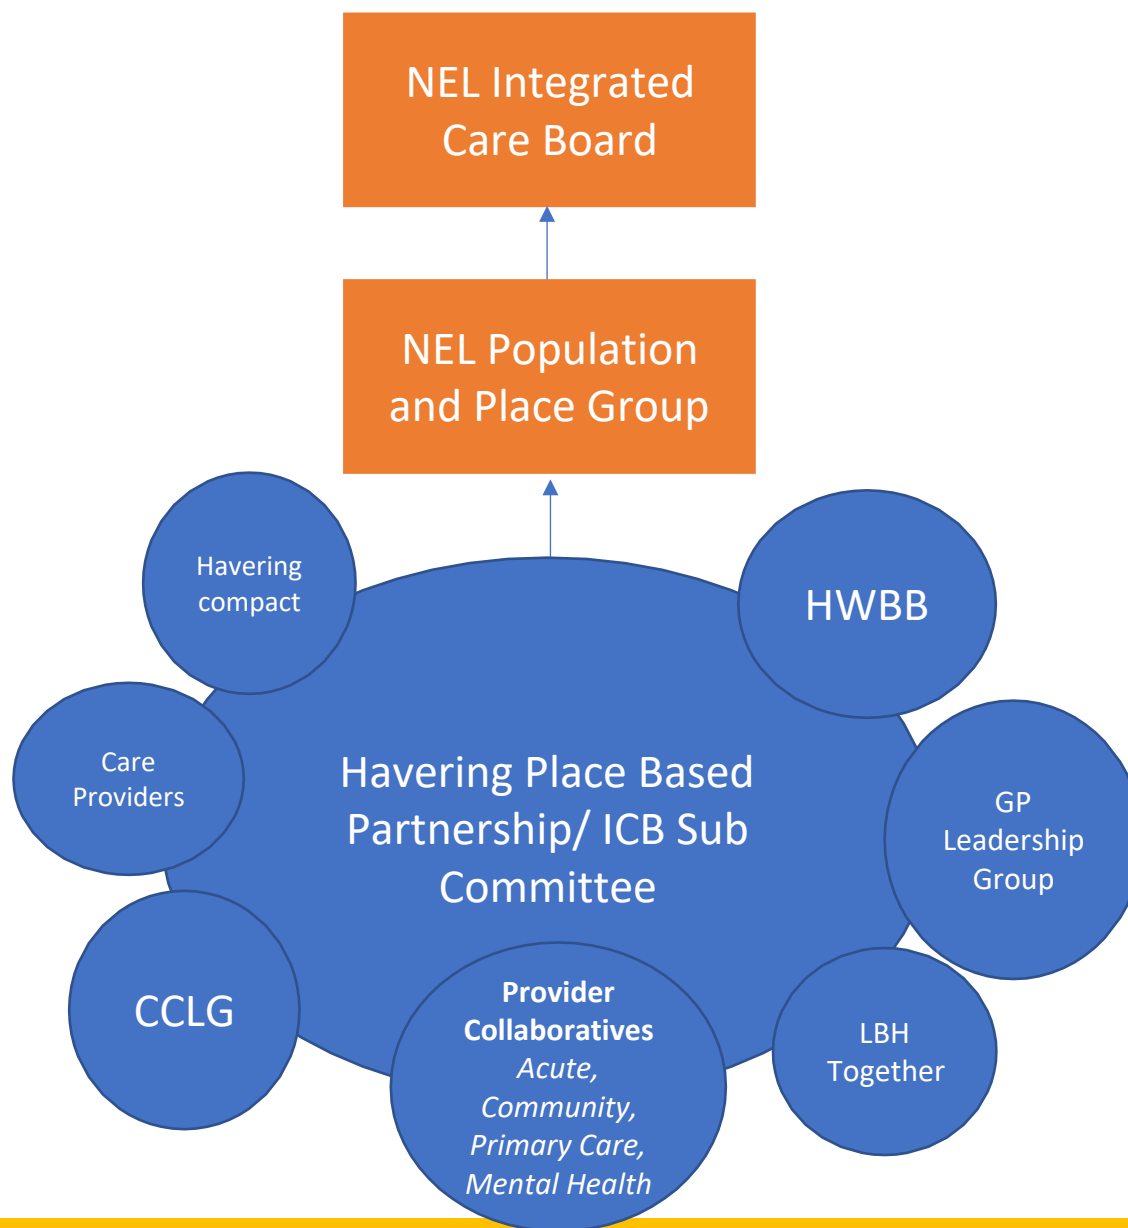 NEL Integrated
Care Board
NEL Population
and Place Group
Havering
compact
HWBB
Care
Providers
Havering Place Based
Partnership/ ICB Sub
Committee
GP
Leadership
Group
CCLG
Provider
Collaboratives
Acute,
Community,
Primary Care,
Mental Health
LBH
Together